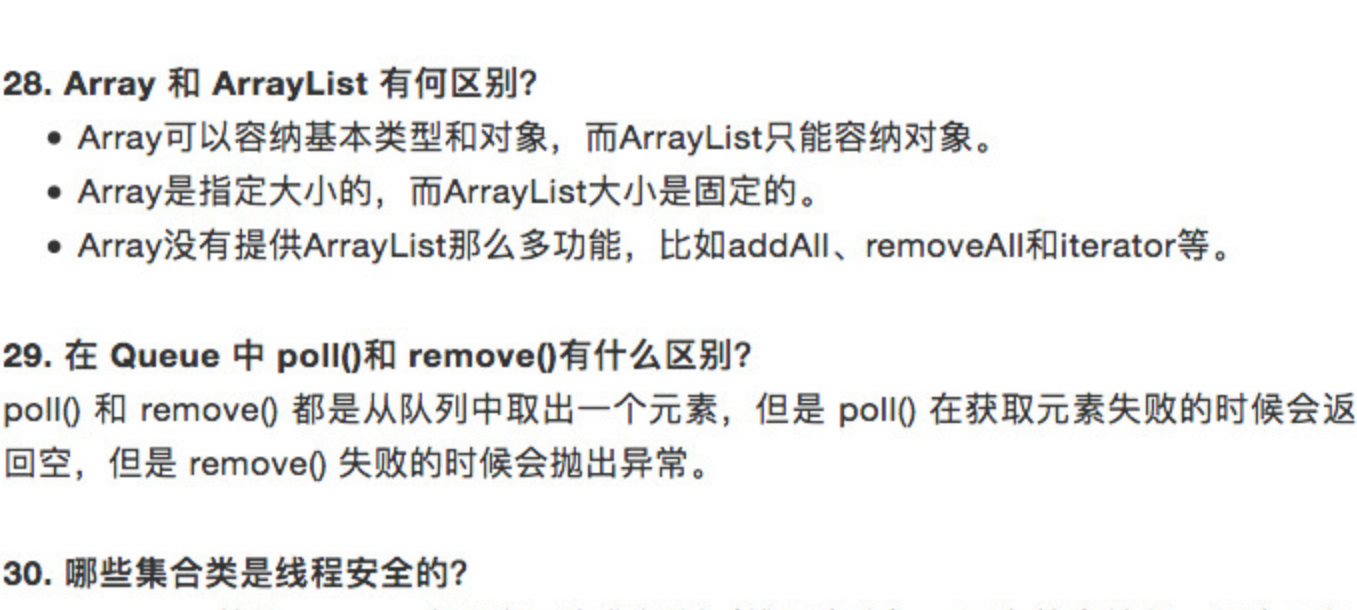 28. Array 和 ArrayList 有何区别?
• Array可以容纳基本类型和对象，而ArrayList只能容纳对象。
• Array是指定大小的，而ArrayList大小是固定的。
• Array没有提供ArrayList那么多功能，比如addAll、removeAll和iterator等。
29. 在 Queue 中 poll()和 remove()有什么区别?
poll() 和 remove() 都是从队列中取出一个元素，但是 poll() 在获取元素失败的时候会返
回空，但是 remove() 失败的时候会抛出异常。
30. 哪些集合类是线程安全的?